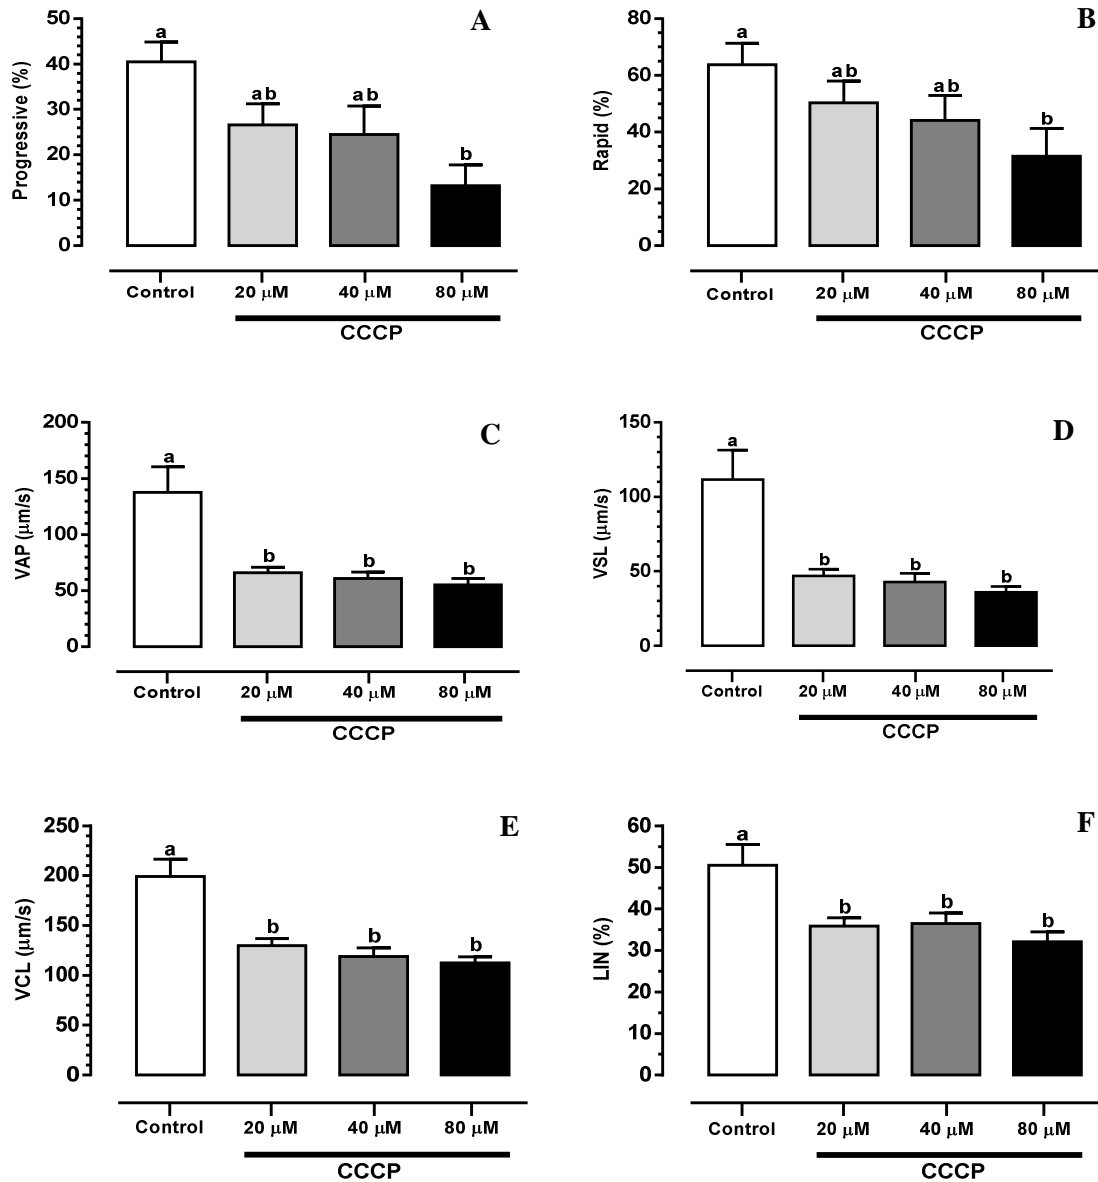 A
Progressive (%)
50
40
30
20
10
0
a
ab
ab
b
Control
20 μM
40 μM
80 μM
CCCP
B
Rapid (%)
80
60
40
20
0
a
ab
ab
b
Control
20 μM
40 μM
80 μM
CCCP
C
VAP (μm/s)
200
150
100
50
0
a
b
b
b
Control
20 μM
40 μM
80 μM
CCCP
D
VSL (μm/s)
150
100
50
0
a
b
b
b
Control
20 μM
40 μM
80 μM
CCCP
E
VCL (μm/s)
250
200
150
100
50
0
a
b
b
b
Control
20 μM
40 μM
80 μM
CCCP
F
LIN (%)
60
50
40
30
20
10
0
a
b
b
b
Control
20 μM
40 μM
80 μM
CCCP